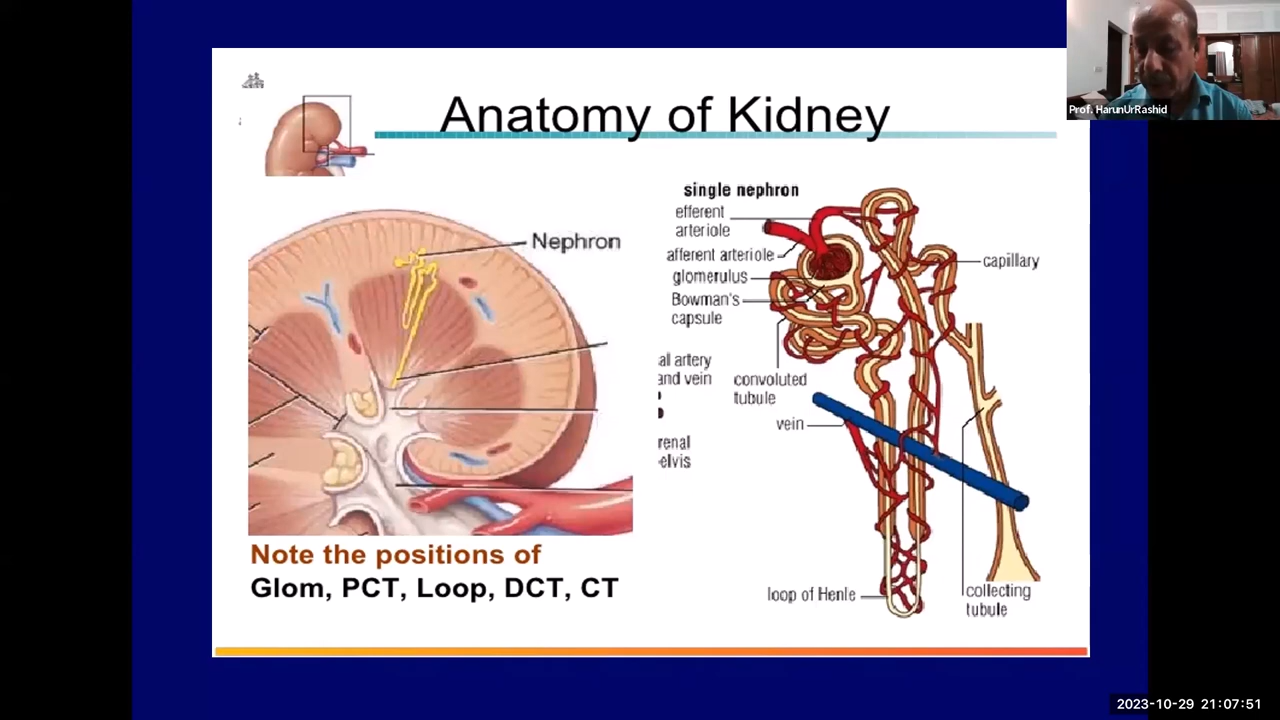 Prof. HarunUrRashid
Anatomy of Kidney
Nephron
single nephron
efferent
arteriole
afferent arteriole
glomerulus
Bowman's
capsule
capillary
al artery
and vein
convoluted
tubule
vein
renal
elvis
loop of Henle
collecting
tubule
Note the positions of
Glom, PCT, Loop, DCT, CT
2023-10-29 21:07:51